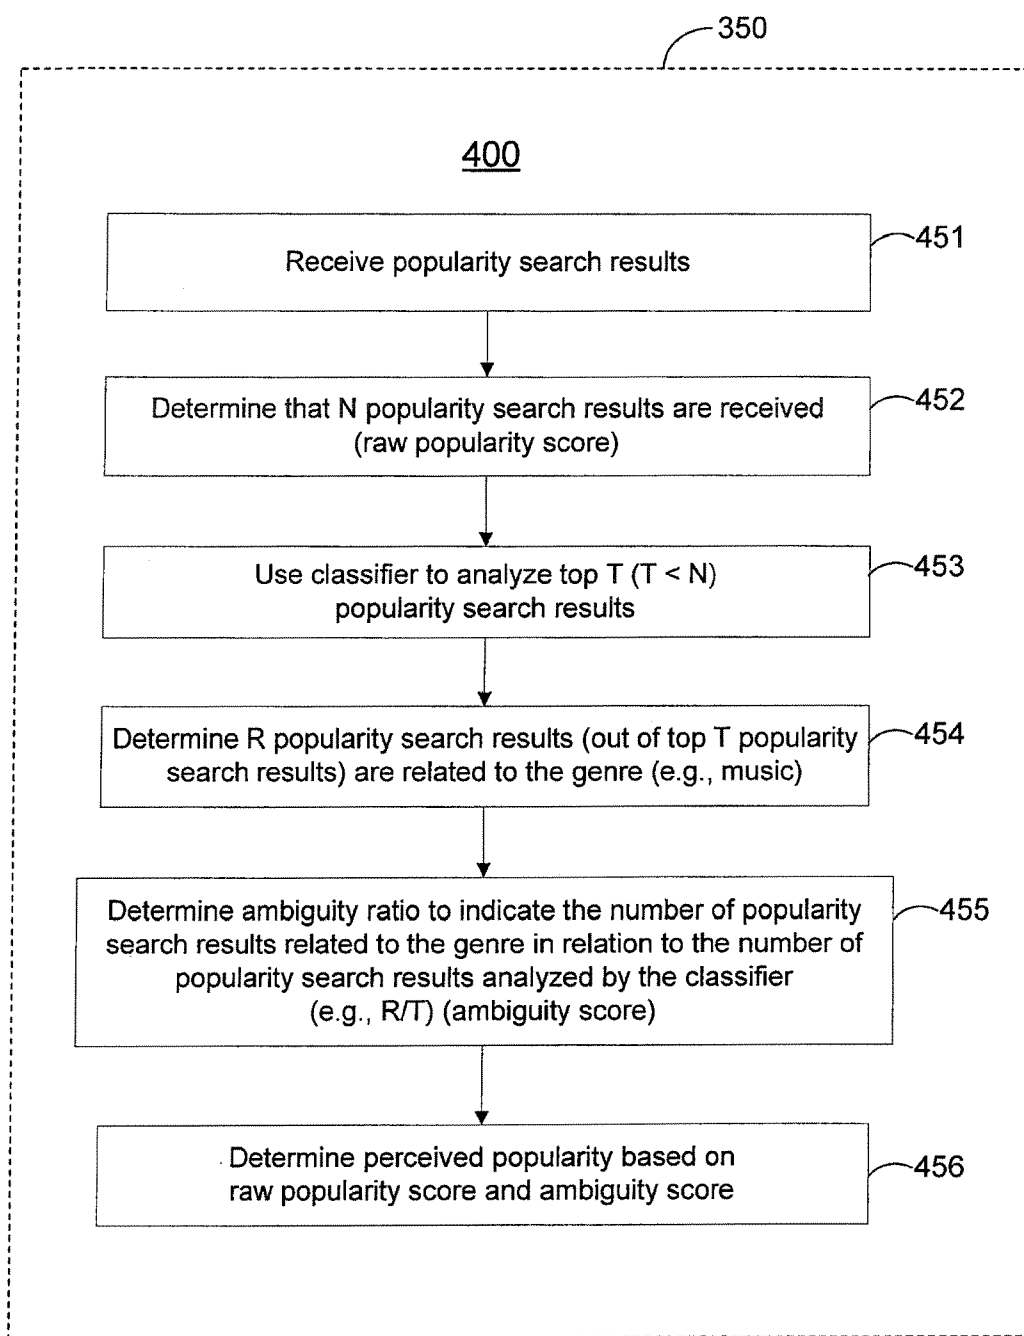 350
400
Receive popularity search results
451
Determine that N popularity search results are received
(raw popularity score)
452
Use classifier to analyze top T (T < N)
popularity search results
453
Determine R popularity search results (out of top T popularity
search results) are related to the genre (e.g., music)
454
Determine ambiguity ratio to indicate the number of popularity
search results related to the genre in relation to the number of
popularity search results analyzed by the classifier
(e.g., R/T) (ambiguity score)
455
Determine perceived popularity based on
raw popularity score and ambiguity score
456